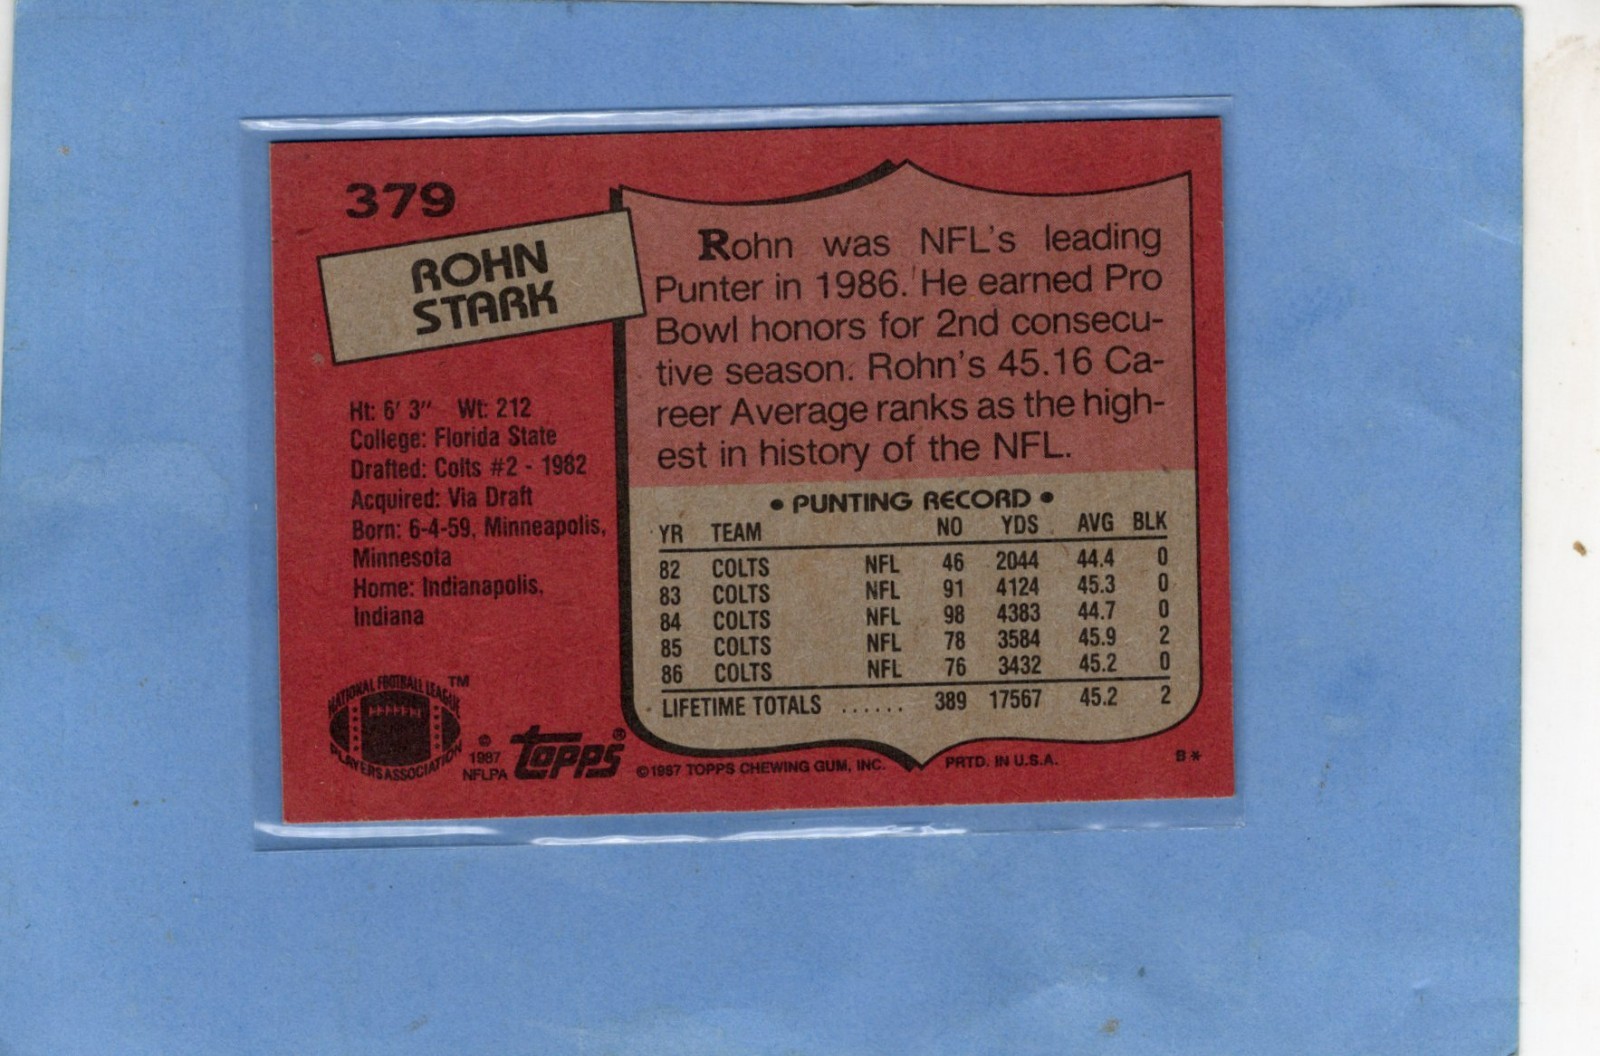 379
ROHN
STARK
Ht: 6' 3" Wt: 212
College: Florida State
Drafted: Colts #2 - 1982
Acquired: Via Draft
Born: 6-4-59, Minneapolis,
Minnesota
Home: Indianapolis,
Indiana
NATIONAL FOOTBALL LEAGUE ™
PLAYERS ASSOCIATION
©
1987
NFLPA
topps®
Rohn was NFL's leading
Punter in 1986. He earned Pro
Bowl honors for 2nd consecu-
tive season. Rohn's 45.16 Ca-
reer Average ranks as the high-
est in history of the NFL.
• PUNTING RECORD •
YR TEAM NO YDS AVG BLK
82 COLTS NFL 46 2044 44.4 0
83 COLTS NFL 91 4124 45.3 0
84 COLTS NFL 98 4383 44.7 0
85 COLTS NFL 78 3584 45.9 2
86 COLTS NFL 76 3432 45.2 0
LIFETIME TOTALS ...... 389 17567 45.2 2
©1987 TOPPS CHEWING GUM, INC. PRTD. IN U.S.A. B*